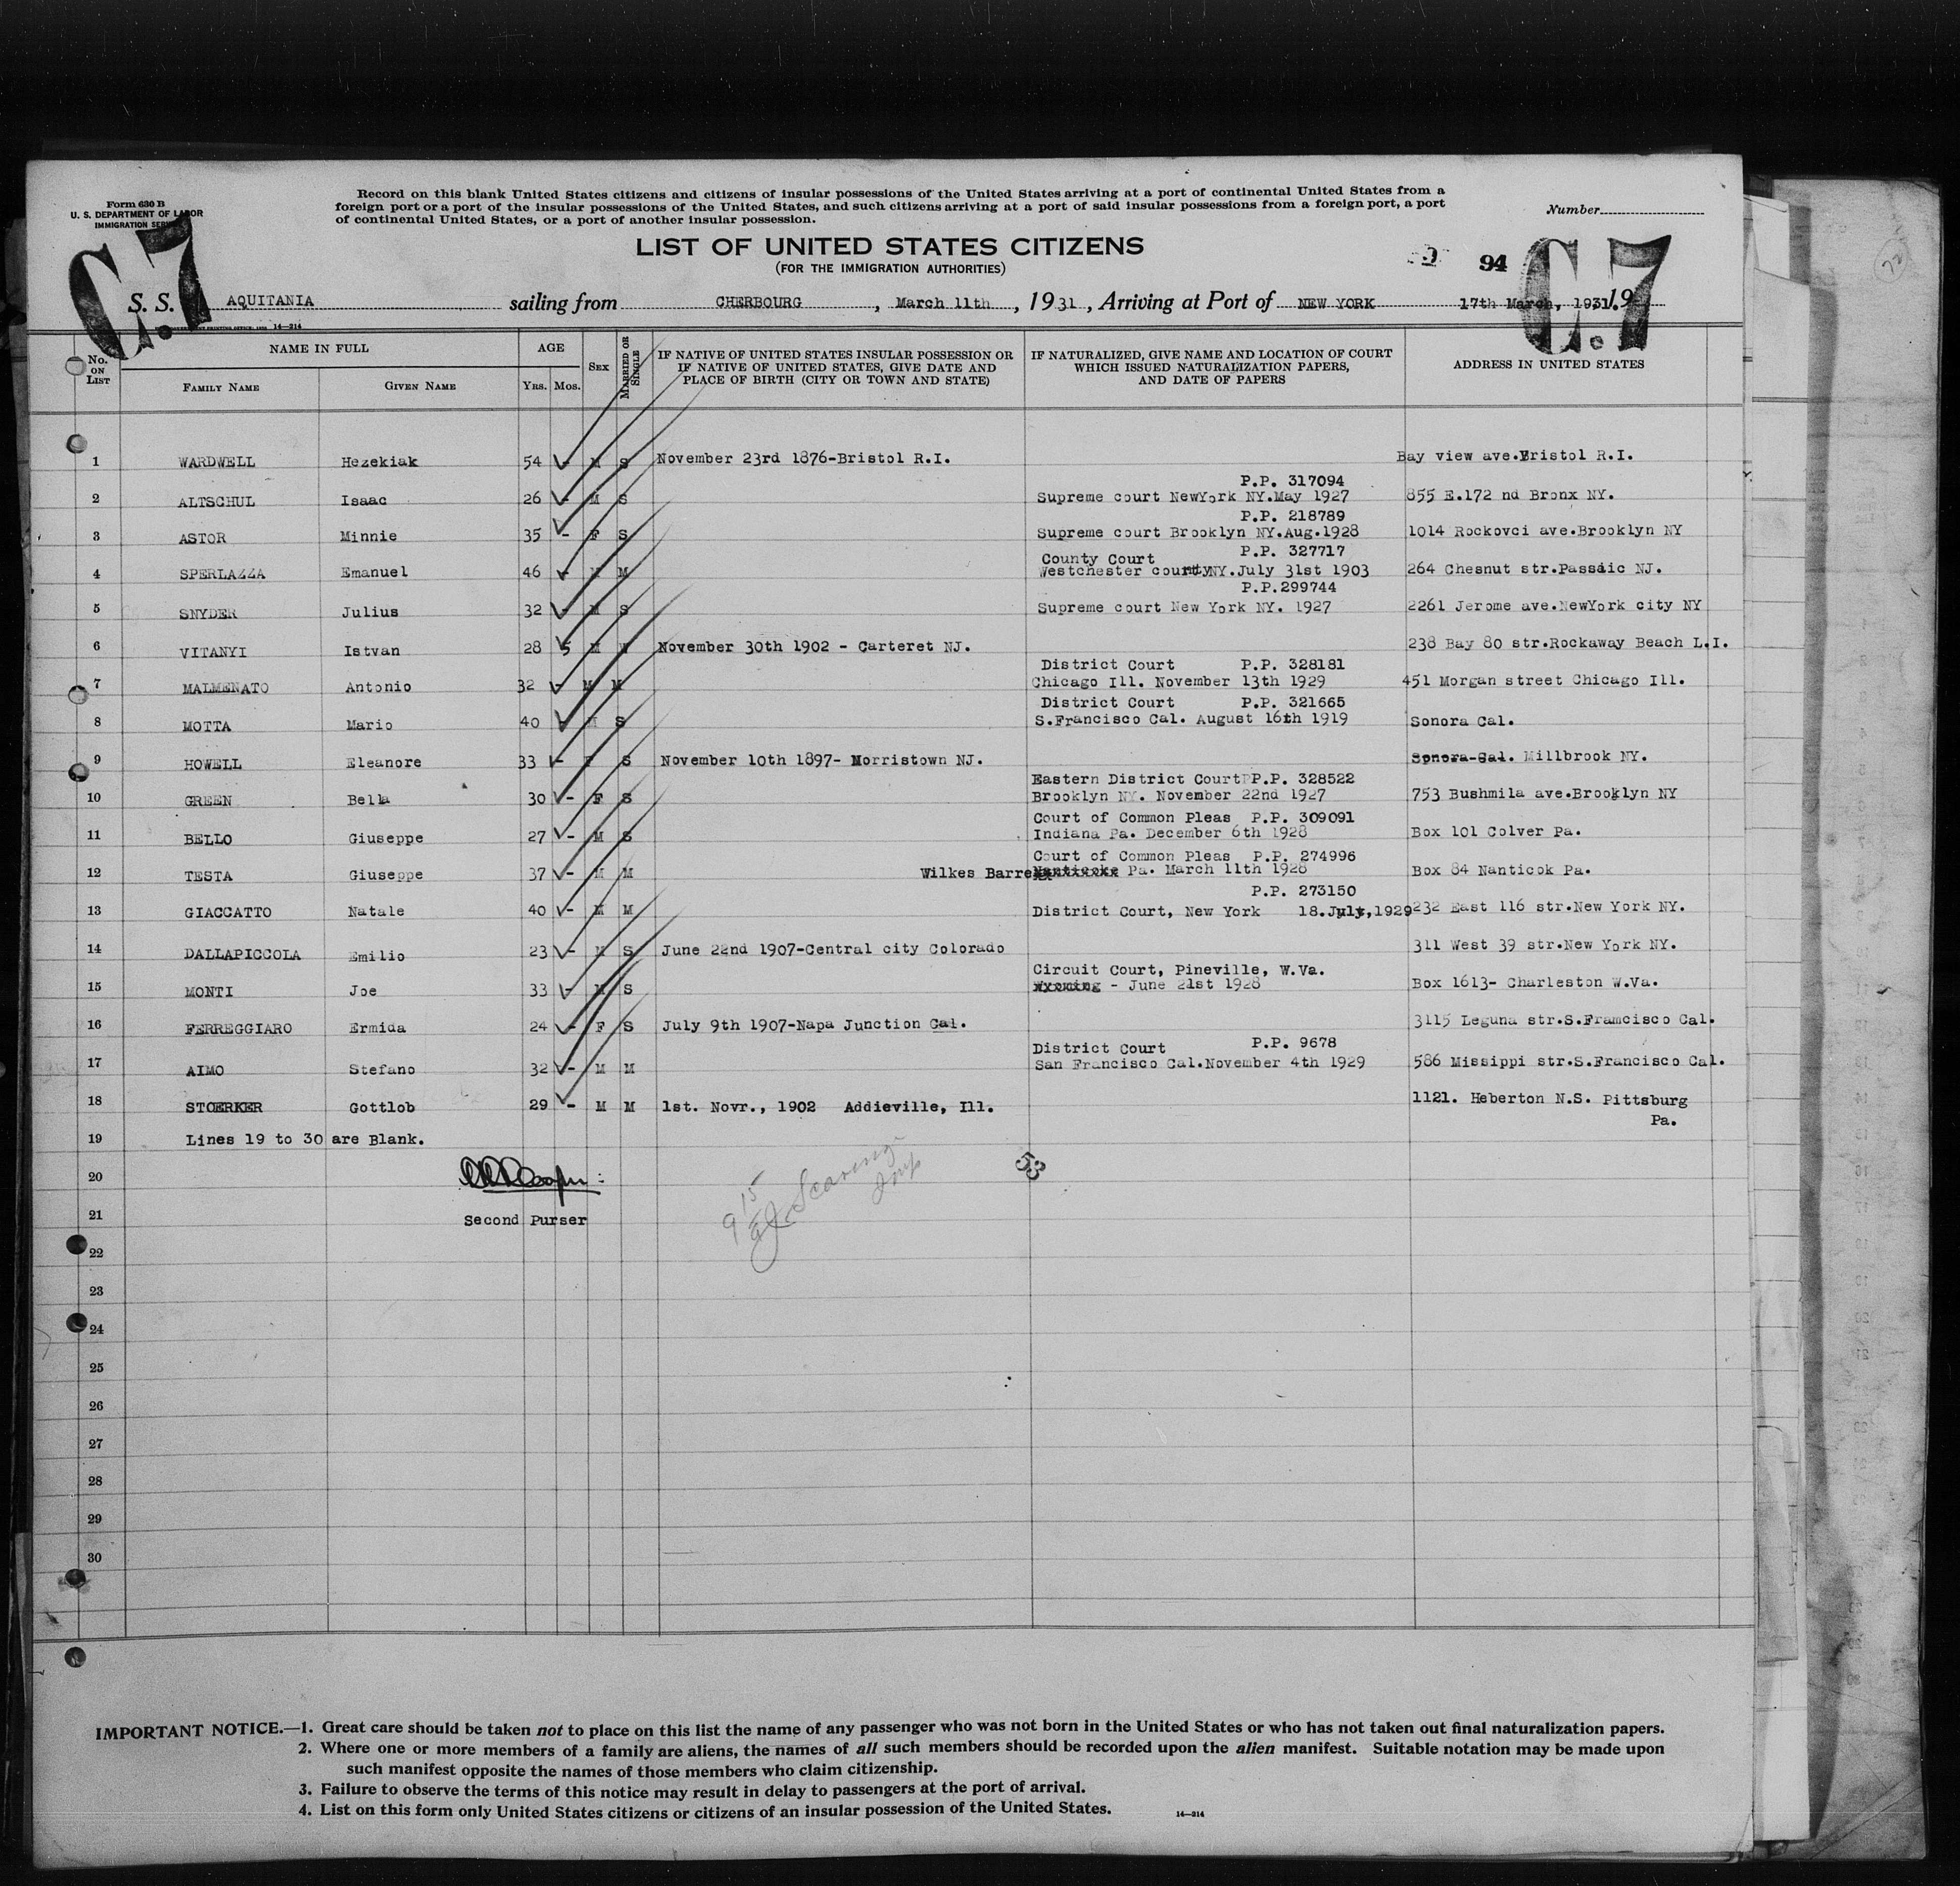 Form 630 B
U. S. DEPARTMENT OF LABOR
IMMIGRATION SERVICE
Record on this blank United States citizens and citizens of insular possessions of the United States arriving at a port of continental United States from a
foreign port or a port of the insular possessions of the United States, and such citizens arriving at a port of said insular possessions from a foreign port, a port
of continental United States, or a port of another insular possession.
Number
LIST OF UNITED STATES CITIZENS
(FOR THE IMMIGRATION AUTHORITIES)
94
C.7
C.7
S. S. AQUITANIA sailing from CHERBOURG , March 11th , 1931 , Arriving at Port of NEW YORK 17th March, 1931. 19
14—214
No. ON LIST
NAME IN FULL
FAMILY NAME GIVEN NAME
AGE
YRS. MOS.
SEX
MARRIED OR SINGLE
IF NATIVE OF UNITED STATES INSULAR POSSESSION OR
IF NATIVE OF UNITED STATES, GIVE DATE AND
PLACE OF BIRTH (CITY OR TOWN AND STATE)
IF NATURALIZED, GIVE NAME AND LOCATION OF COURT
WHICH ISSUED NATURALIZATION PAPERS,
AND DATE OF PAPERS
ADDRESS IN UNITED STATES
1 WARDWELL Hezekiak 54 - M S November 23rd 1876-Bristol R.I. Bay view ave.Bristol R.I.
P.P. 317094
2 ALTSCHUL Isaac 26 - M S Supreme court NewYork NY.May 1927 855 E.172 nd Bronx NY.
P.P. 218789
3 ASTOR Minnie 35 - F S Supreme court Brooklyn NY.Aug.1928 1014 Rockovci ave.Brooklyn NY
County Court P.P. 327717
4 SPERLAZZA Emanuel 46 - M M Westchester county NY.July 31st 1903 264 Chesnut str.Passaic NJ.
P.P.299744
5 SNYDER Julius 32 - M S Supreme court New York NY. 1927 2261 Jerome ave.NewYork city NY
6 VITANYI Istvan 28 5 M M November 30th 1902 - Carteret NJ. 238 Bay 80 str.Rockaway Beach L.I.
District Court P.P. 328181
7 MALMENATO Antonio 32 - M M Chicago Ill. November 13th 1929 451 Morgan street Chicago Ill.
District Court P.P. 321665
8 MOTTA Mario 40 - M S S.Francisco Cal. August 16th 1919 Sonora Cal.
9 HOWELL Eleanore 33 - F S November 10th 1897- Morristown NJ. Sonora-Cal. Millbrook NY.
Eastern District Court P.P. 328522
10 GREEN Bella 30 - F S Brooklyn NY. November 22nd 1927 753 Bushmila ave.Brooklyn NY
Court of Common Pleas P.P. 309091
11 BELLO Giuseppe 27 - M S Indiana Pa. December 6th 1928 Box 101 Colver Pa.
Court of Common Pleas P.P. 274996
12 TESTA Giuseppe 37 - M M Wilkes Barre Nanticoke Pa. March 11th 1928 Box 84 Nanticok Pa.
P.P. 273150
13 GIACCATTO Natale 40 - M M District Court, New York 18.July,1929 232 East 116 str.New York NY.
14 DALLAPICCOLA Emilio 23 - M S June 22nd 1907-Central city Colorado 311 West 39 str.New York NY.
Circuit Court, Pineville, W.Va.
15 MONTI Joe 33 - M S Wyoming - June 21st 1928 Box 1613- Charleston W.Va.
16 FERREGGIARO Ermida 24 - F S July 9th 1907-Napa Junction Cal. 3115 Leguna str.S.Framcisco Cal.
District Court P.P. 9678
17 AIMO Stefano 32 - M M San Francisco Cal.November 4th 1929 586 Missippi str.S.Francisco Cal.
18 STOERKER Gottlob 29 - M M 1st. Novr., 1902 Addieville, Ill. 1121. Heberton N.S. Pittsburg
Pa.
19 Lines 19 to 30 are Blank.
20
53
21 Second Purser
22
23
24
25
26
27
28
29
30
IMPORTANT NOTICE.—1. Great care should be taken not to place on this list the name of any passenger who was not born in the United States or who has not taken out final naturalization papers.
2. Where one or more members of a family are aliens, the names of all such members should be recorded upon the alien manifest. Suitable notation may be made upon
such manifest opposite the names of those members who claim citizenship.
3. Failure to observe the terms of this notice may result in delay to passengers at the port of arrival.
4. List on this form only United States citizens or citizens of an insular possession of the United States.
14—214